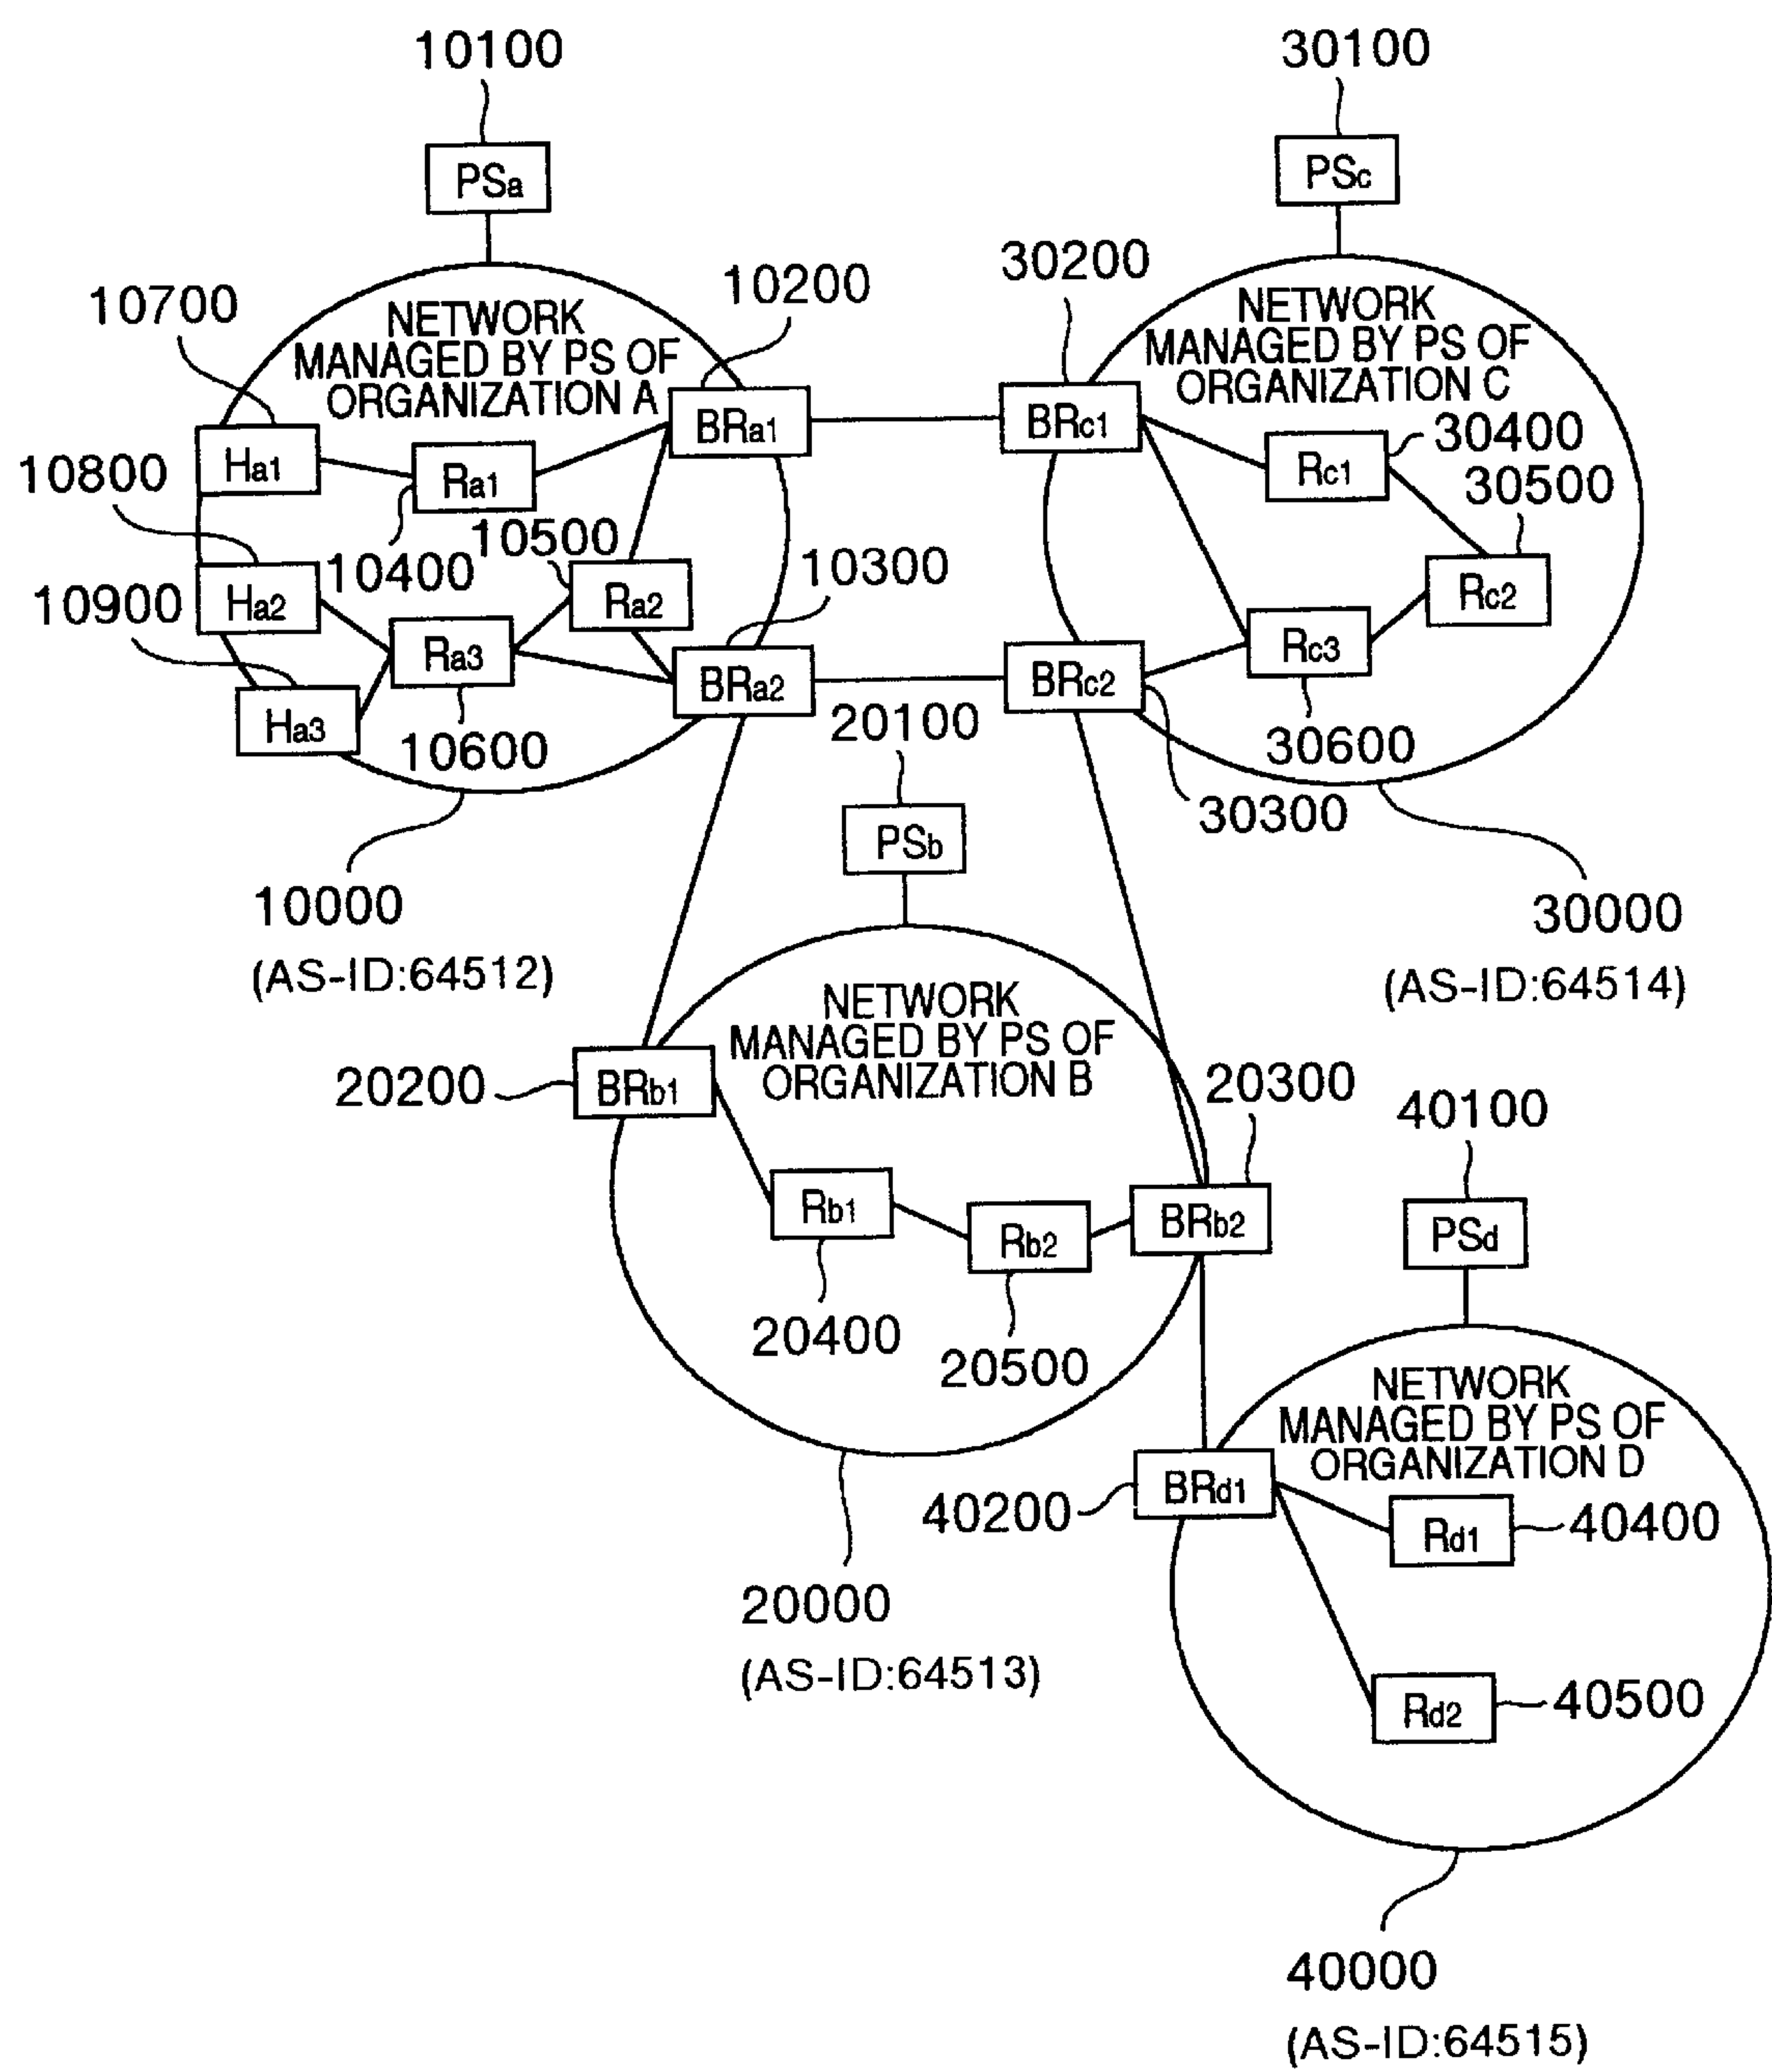 10100
30100
PSa
PSc
10200
30200
10700
NETWORK
MANAGED BY PS OF
ORGANIZATION A
NETWORK
MANAGED BY PS OF
ORGANIZATION C
BRa1
BRc1
Ha1
Ra1
Rc1
30400
10800
30500
10400
10500
10300
10900
Ha2
Ra2
Rc2
Ra3
Rc3
BRa2
BRc2
Ha3
20100
10600
30600
30300
PSb
10000
(AS-ID:64512)
30000
(AS-ID:64514)
NETWORK
MANAGED BY PS OF
ORGANIZATION B
20200
BRb1
20300
40100
Rb1
Rb2
BRb2
PSd
20400
20500
NETWORK
MANAGED BY PS OF
ORGANIZATION D
40200
BRd1
Rd1
40400
20000
(AS-ID:64513)
Rd2
40500
40000
(AS-ID:64515)